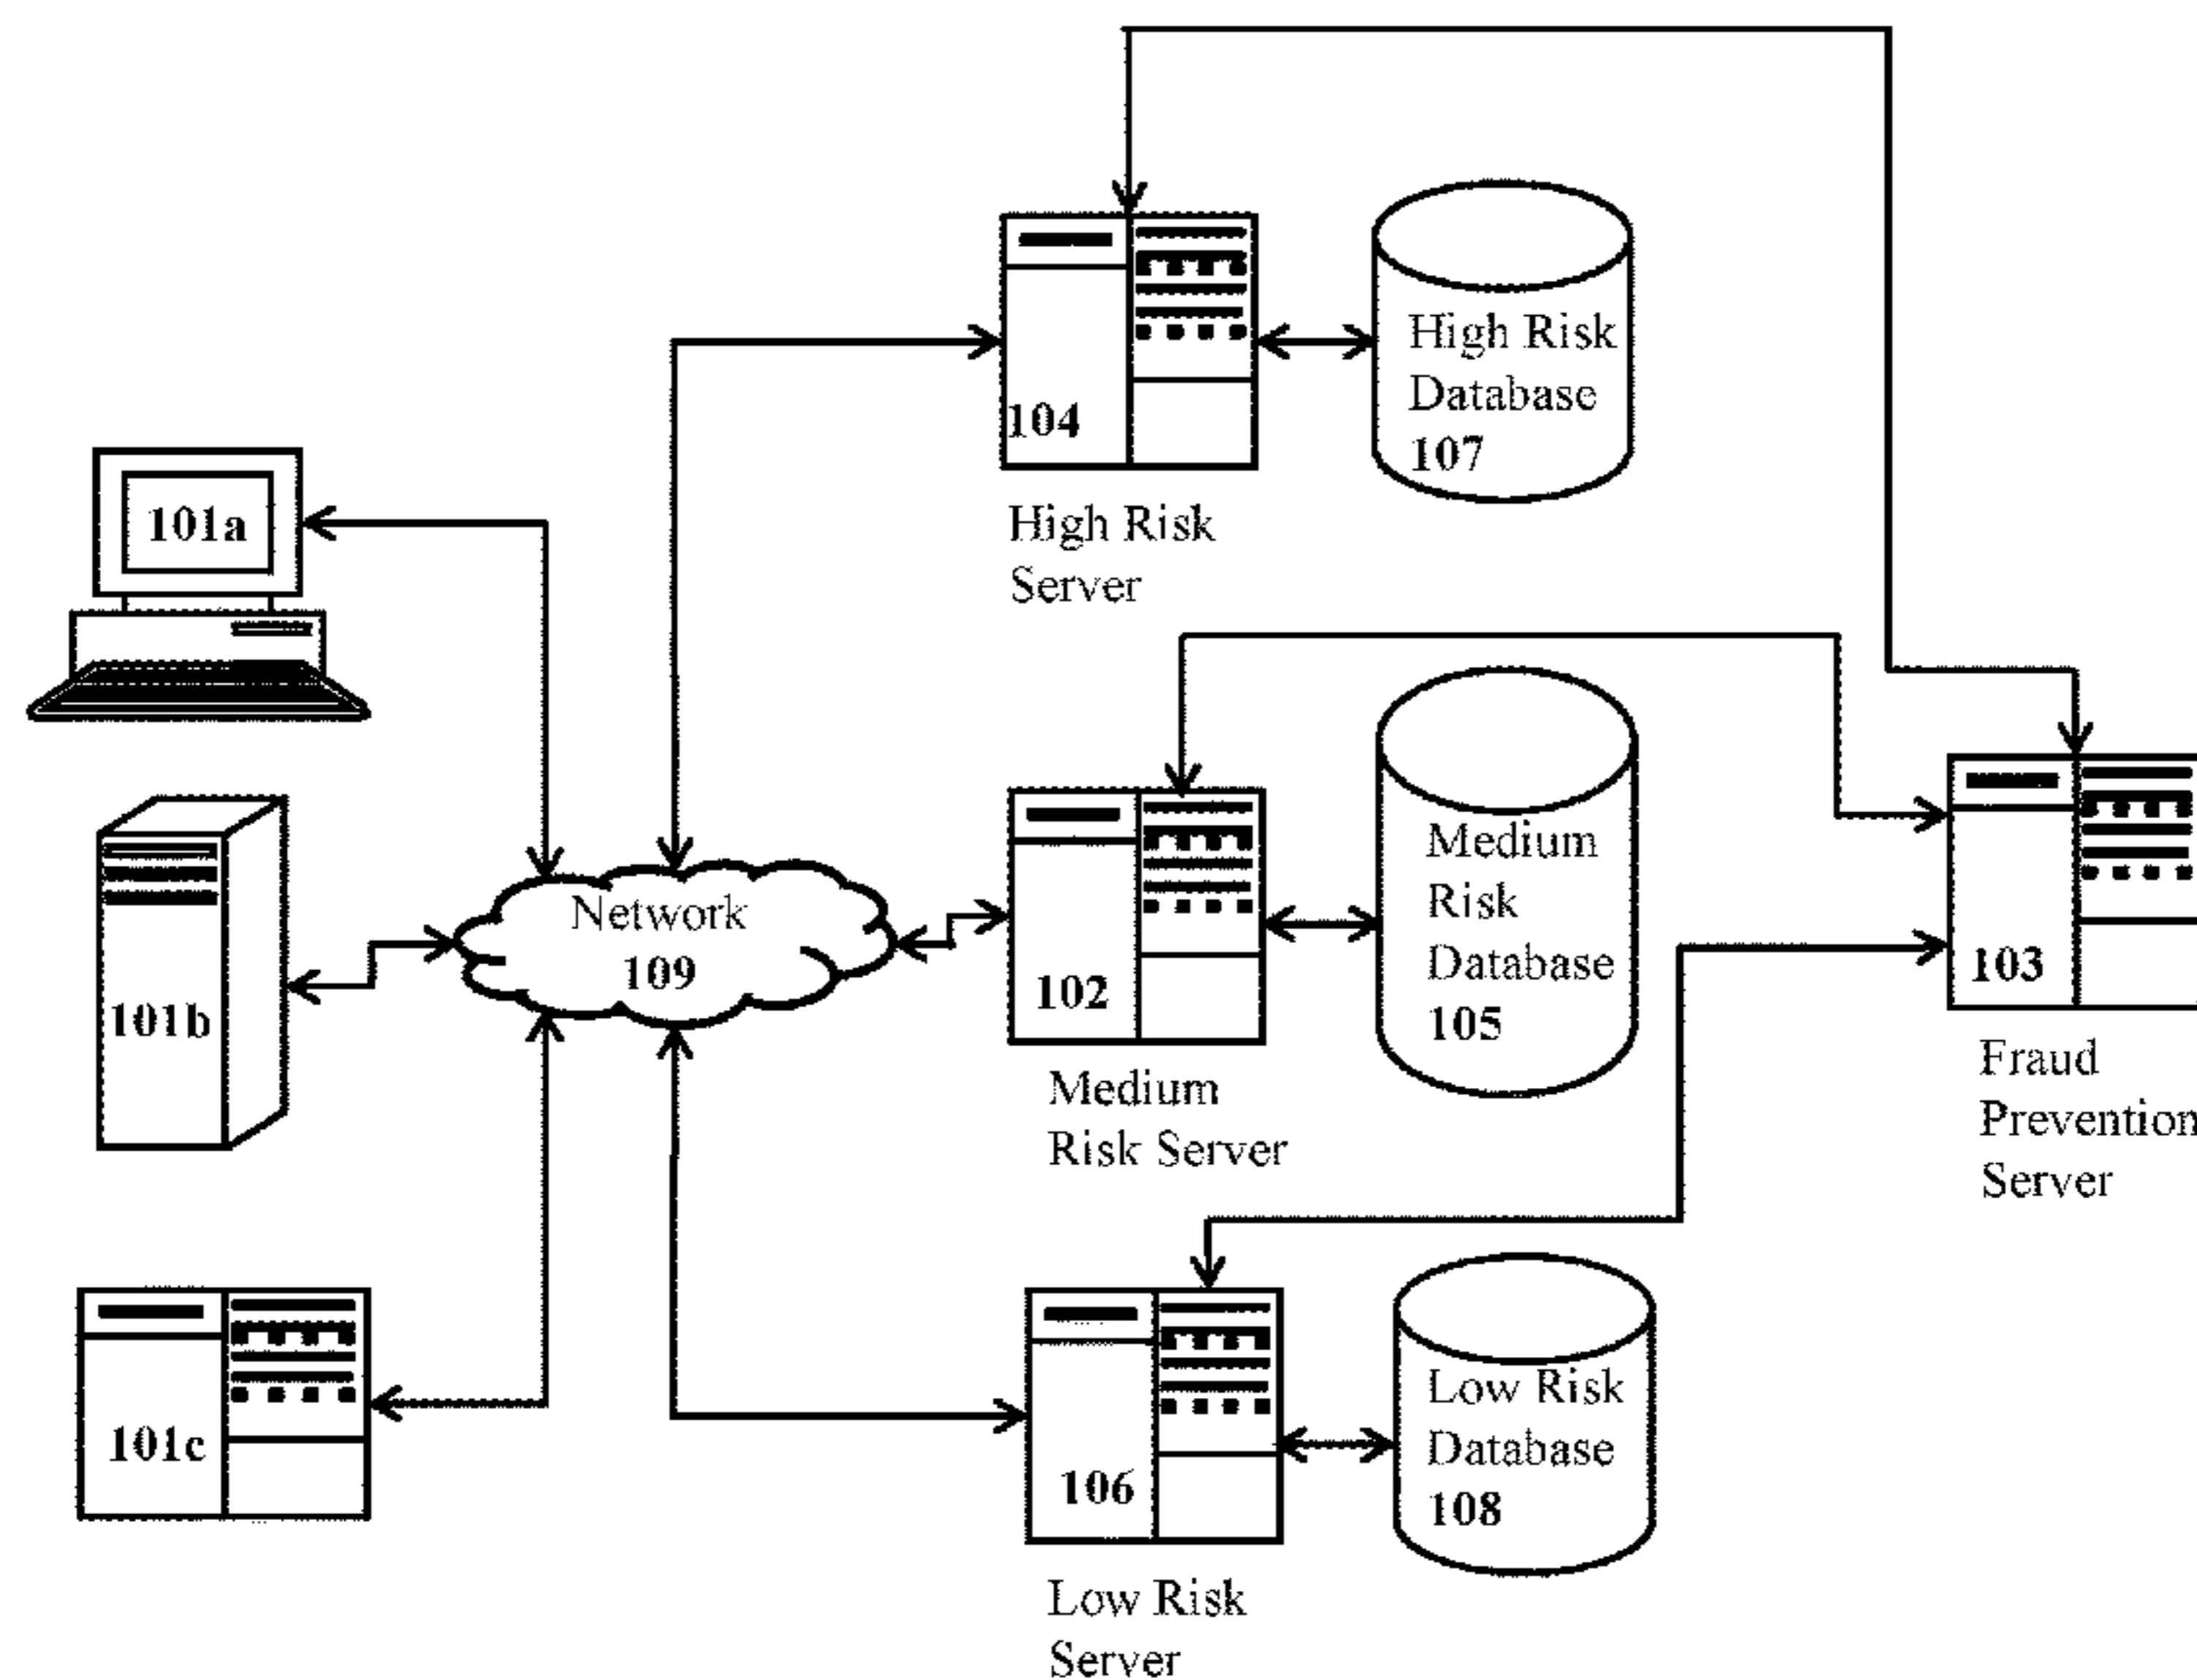 101a
101b
101c
Network
109
104
High Risk
Server
High Risk
Database
107
102
Medium
Risk Server
Medium
Risk
Database
105
106
Low Risk
Server
Low Risk
Database
108
103
Fraud
Prevention
Server